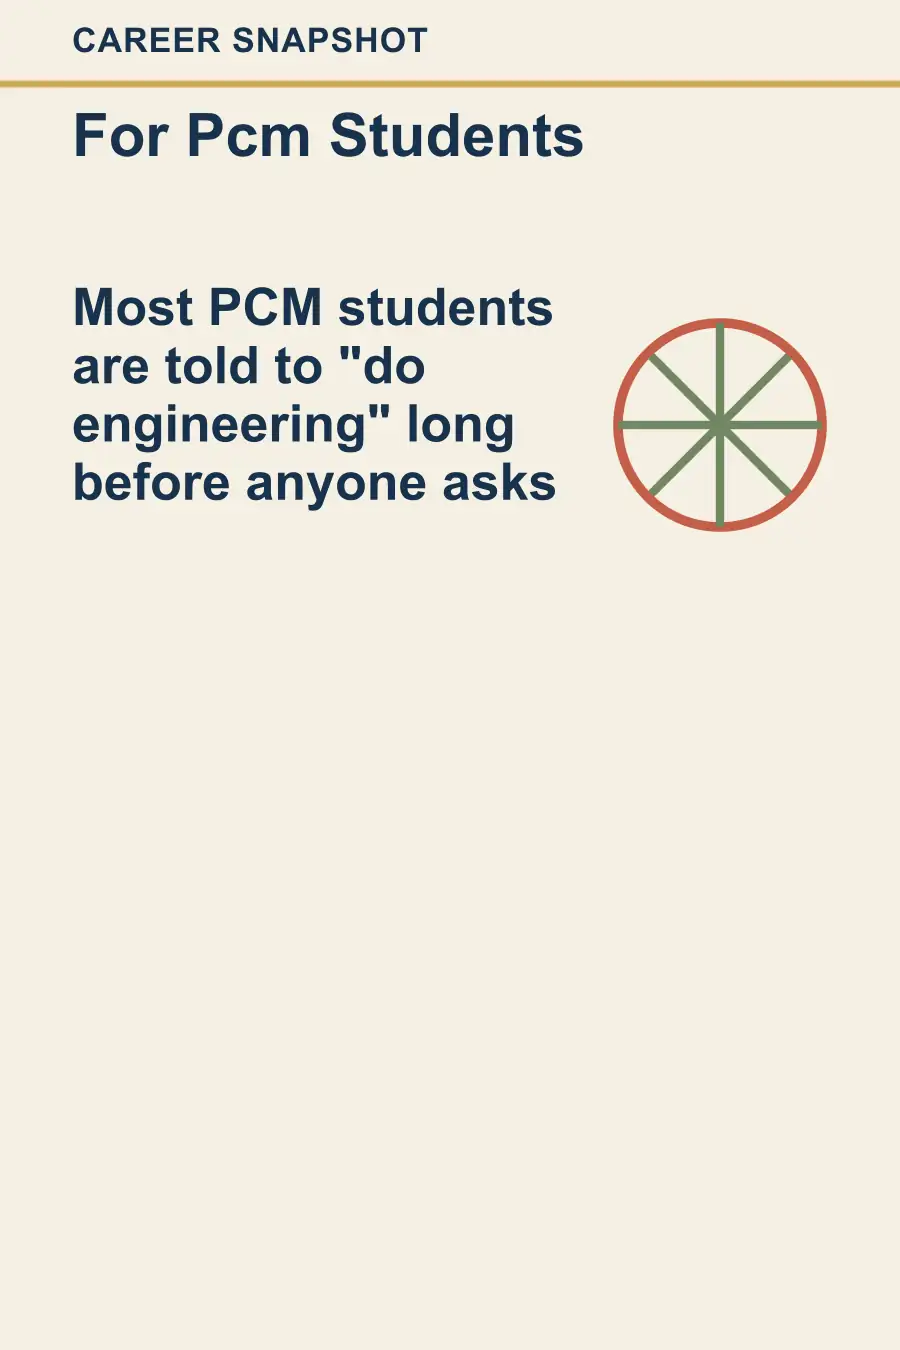 CAREER SNAPSHOT
For Pcm Students
Most PCM students
are told to "do
engineering" long
before anyone asks